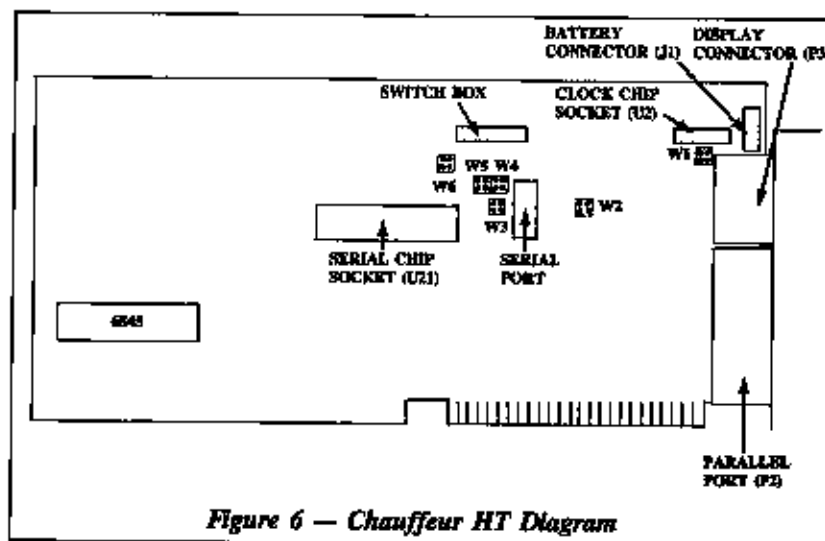 BATTERY
CONNECTOR (J1)
DISPLAY
CONNECTOR (P3
SWITCH BOX
CLOCK CHIP
SOCKET (U2)
W1
W5 W4
W6
W3
W2
SERIAL CHIP
SOCKET (U21)
SERIAL
PORT
6845
PARALLEL
PORT (P2)
Figure 6 — Chauffeur HT Diagram